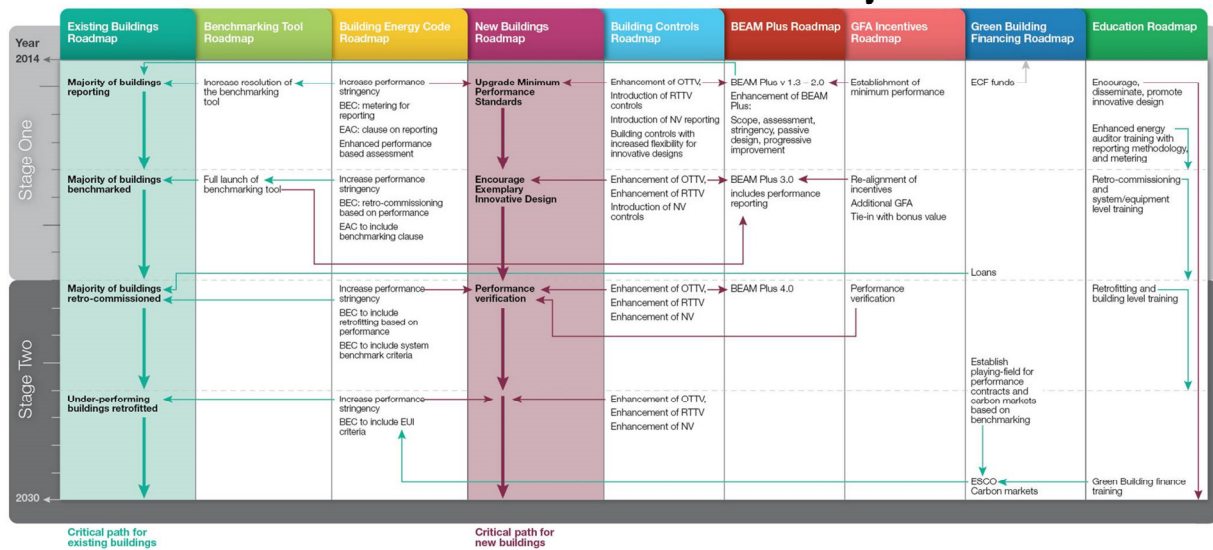 Year
2014
2030
Stage One
Stage Two
Existing Buildings
Roadmap
Majority of buildings
reporting
Majority of buildings
benchmarked
Majority of buildings
retro-commissioned
Under-performing
buildings retrofitted
Critical path for
existing buildings
Benchmarking Tool
Roadmap
Increase resolution of
the benchmarking
tool
Full launch of
benchmarking tool
Building Energy Code
Roadmap
Increase performance
stringency
BEC: metering for
reporting
EAC: clause on reporting
Enhanced performance
based assessment
Increase performance
stringency
BEC: retro-commissioning
based on performance
EAC to include
benchmarking clause
Increase performance
stringency
BEC to include
retrofitting based on
performance
BEC to include system
benchmark criteria
Increase performance
stringency
BEC to include EUI
criteria
New Buildings
Roadmap
Upgrade Minimum
Performance
Standards
Encourage
Exemplary
Innovative Design
Performance
verification
Critical path for
new buildings
Building Controls
Roadmap
Enhancement of OTTV,
Introduction of RTTV
controls
Introduction of NV reporting
Building controls with
increased flexibility for
innovative designs
Enhancement of OTTV,
Enhancement of RTTV
Introduction of NV
controls
Enhancement of OTTV,
Enhancement of RTTV
Enhancement of NV
Enhancement of OTTV,
Enhancement of RTTV
Enhancement of NV
BEAM Plus Roadmap
BEAM Plus v 1.3 – 2.0
Enhancement of BEAM
Plus:
Scope, assessment,
stringency, passive
design, progressive
improvement
BEAM Plus 3.0
includes performance
reporting
BEAM Plus 4.0
GFA Incentives
Roadmap
Establishment of
minimum performance
Re-alignment of
incentives
Additional GFA
Tie-in with bonus value
Performance
verification
Green Building
Financing Roadmap
ECF funds
Loans
Establish
playing-field for
performance
contracts and
carbon markets
based on
benchmarking
ESCO
Carbon markets
Education Roadmap
Encourage,
disseminate, promote
innovative design
Enhanced energy
auditor training with
reporting methodology,
and metering
Retro-commissioning
and
system/equipment
level training
Retrofitting and
building level training
Green Building finance
training